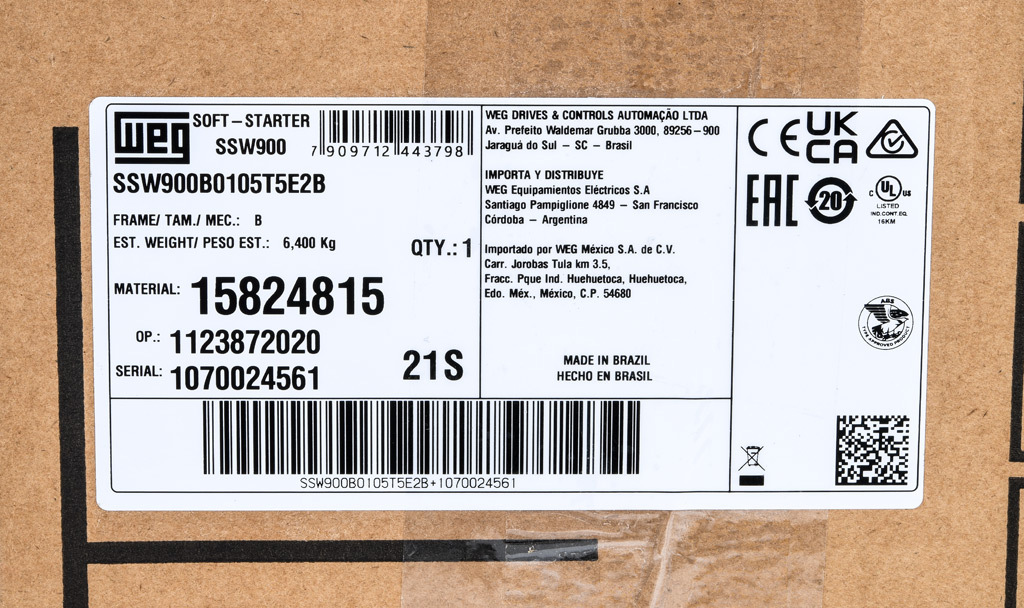 WEG
SOFT-STARTER
SSW900
7 909712 443798
SSW900B0105T5E2B
FRAME/ TAM./ MEC.: B
EST. WEIGHT/ PESO EST.: 6,400 Kg
QTY.: 1
MATERIAL: 15824815
OP.: 1123872020
SERIAL: 1070024561
21S
WEG DRIVES & CONTROLS AUTOMAÇÃO LTDA
Av. Prefeito Waldemar Grubba 3000, 89256-900
Jaraguá do Sul - SC - Brasil
IMPORTA Y DISTRIBUYE
WEG Equipamientos Eléctricos S.A
Santiago Pampiglione 4849 - San Francisco
Córdoba - Argentina
Importado por WEG México S.A. de C.V.
Carr. Jorobas Tula km 3.5,
Fracc. Pque Ind. Huehuetoca, Huehuetoca,
Edo. Méx., México, C.P. 54680
MADE IN BRAZIL
HECHO EN BRASIL
CE
UK
CA
EAC
20
C UL US
LISTED
IND.CONT.EQ.
16KM
ABS
TYPE APPROVED PRODUCT
SSW900B0105T5E2B+1070024561